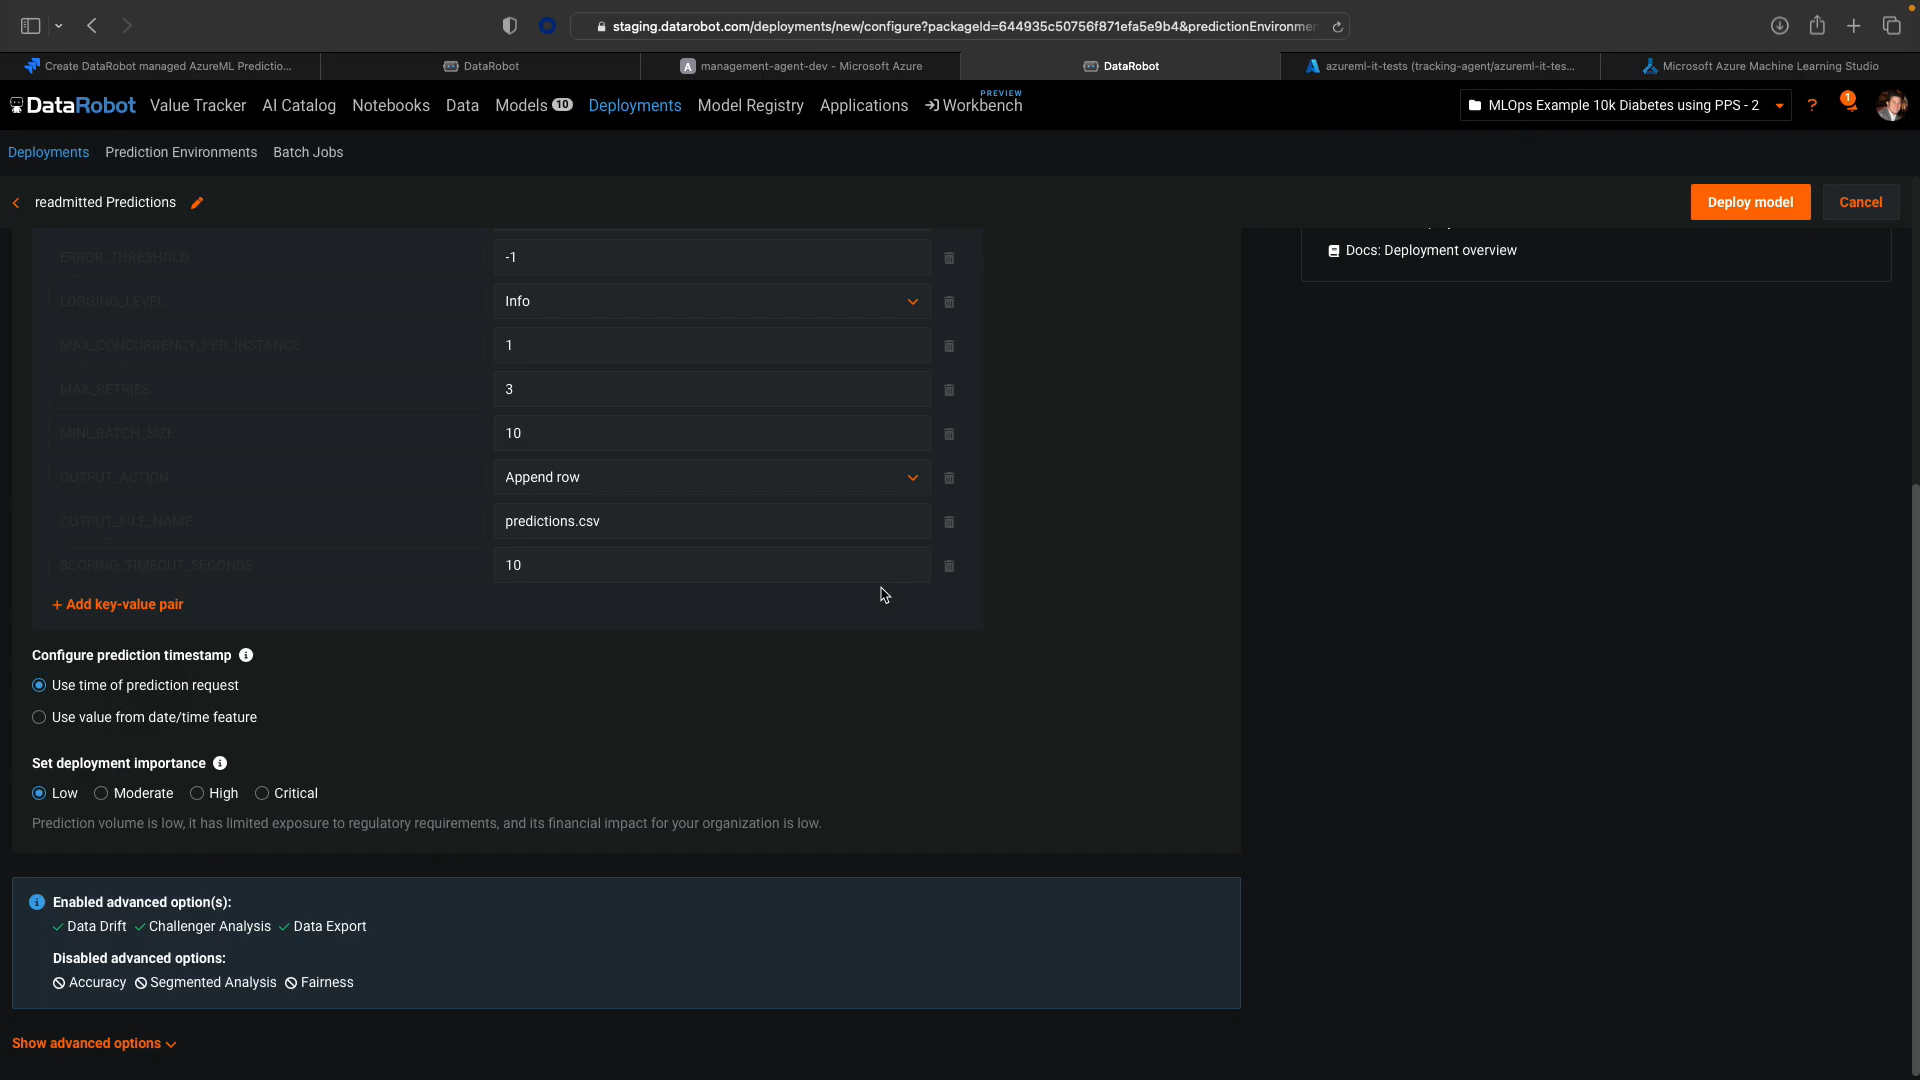 staging.datarobot.com/deployments/new/configure?packageId=644935c50756f871efa5e9b4&predictionEnvironme
Create DataRobot managed AzureML Predictio...
DataRobot
A management-agent-dev - Microsoft Azure
DataRobot
azureml-it-tests (tracking-agent/azureml-it-tes...
Microsoft Azure Machine Learning Studio
DataRobot Value Tracker AI Catalog Notebooks Data Models 10 Deployments Model Registry Applications Workbench PREVIEW
MLOps Example 10k Diabetes using PPS - 2 ? 1
Deployments Prediction Environments Batch Jobs
readmitted Predictions
Deploy model Cancel
Docs: Deployment overview
ERROR_THRESHOLD -1
LOGGING_LEVEL Info
MAX_CONCURRENCY_PER_INSTANCE 1
MAX_RETRIES 3
MINI_BATCH_SIZE 10
OUTPUT_ACTION Append row
OUTPUT_FILE_NAME predictions.csv
SCORING_TIMEOUT_SECONDS 10
+ Add key-value pair
Configure prediction timestamp
Use time of prediction request
Use value from date/time feature
Set deployment importance
Low Moderate High Critical
Prediction volume is low, it has limited exposure to regulatory requirements, and its financial impact for your organization is low.
Enabled advanced option(s):
Data Drift Challenger Analysis Data Export
Disabled advanced options:
Accuracy Segmented Analysis Fairness
Show advanced options